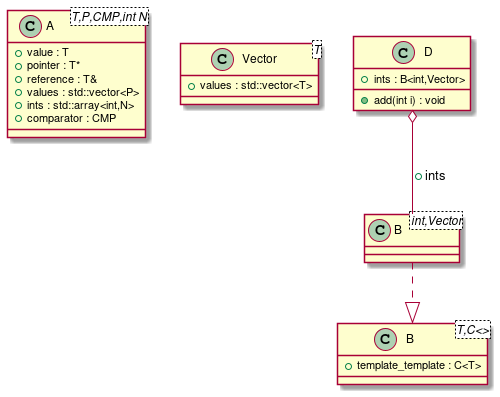 C A T,P,CMP,int N
value : T
pointer : T*
reference : T&
values : std::vector<P>
ints : std::array<int,N>
comparator : CMP
C Vector T
values : std::vector<T>
C D
ints : B<int,Vector>
add(int i) : void
ints
C B int,Vector
C B T,C<>
template_template : C<T>